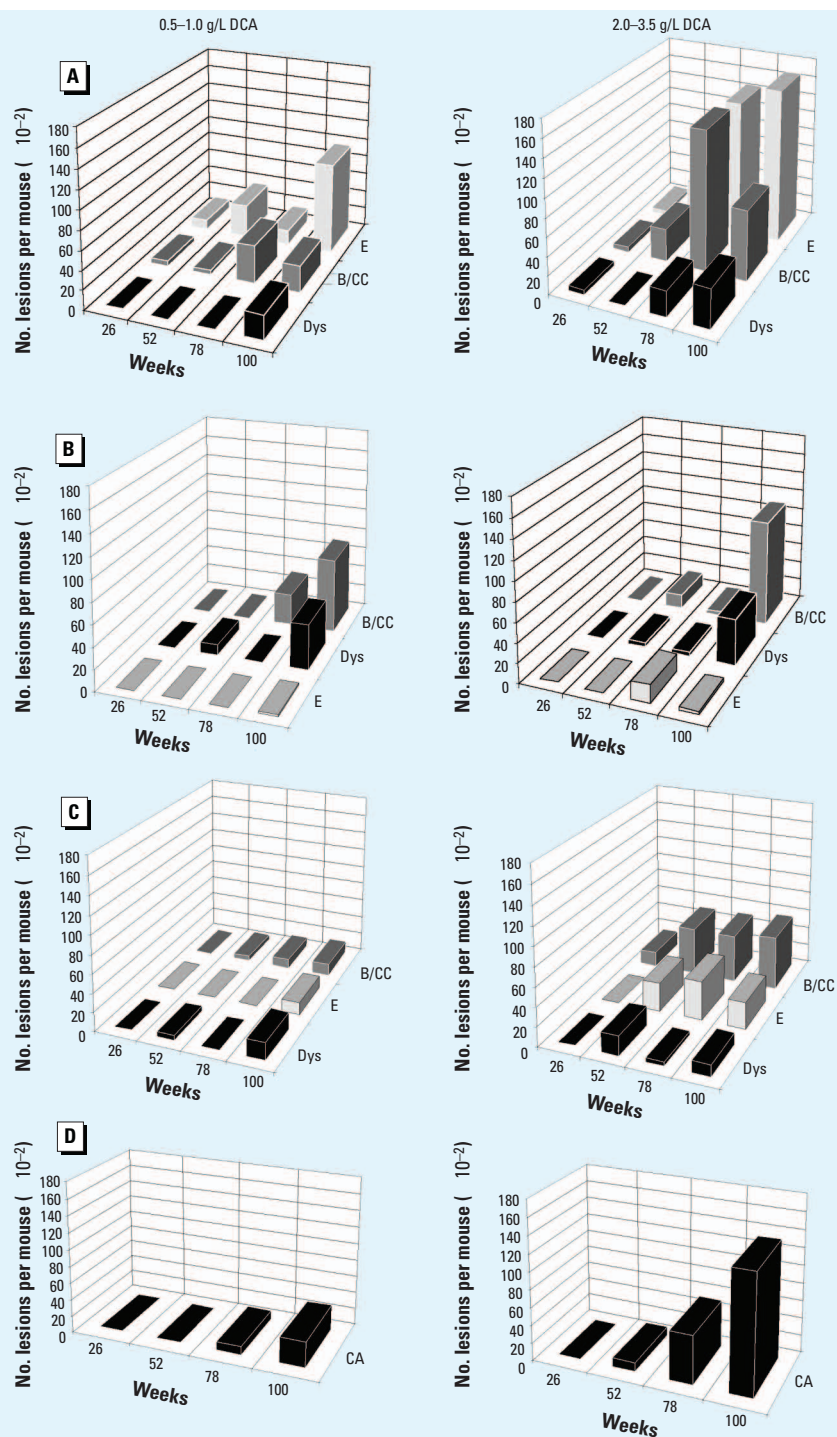 0.5–1.0 g/L DCA
2.0–3.5 g/L DCA
A
No. lesions per mouse ( 10–2)
180
160
140
120
100
80
60
40
20
0
26
52
78
100
Weeks
Dys
B/CC
E
No. lesions per mouse ( 10–2)
180
160
140
120
100
80
60
40
20
0
26
52
78
100
Weeks
Dys
B/CC
E
B
No. lesions per mouse ( 10–2)
180
160
140
120
100
80
60
40
20
0
26
52
78
100
Weeks
E
Dys
B/CC
No. lesions per mouse ( 10–2)
180
160
140
120
100
80
60
40
20
0
26
52
78
100
Weeks
E
Dys
B/CC
C
No. lesions per mouse ( 10–2)
180
160
140
120
100
80
60
40
20
0
26
52
78
100
Weeks
Dys
E
B/CC
No. lesions per mouse ( 10–2)
180
160
140
120
100
80
60
40
20
0
26
52
78
100
Weeks
Dys
E
B/CC
D
No. lesions per mouse ( 10–2)
180
160
140
120
100
80
60
40
20
0
26
52
78
100
Weeks
CA
No. lesions per mouse ( 10–2)
180
160
140
120
100
80
60
40
20
0
26
52
78
100
Weeks
CA